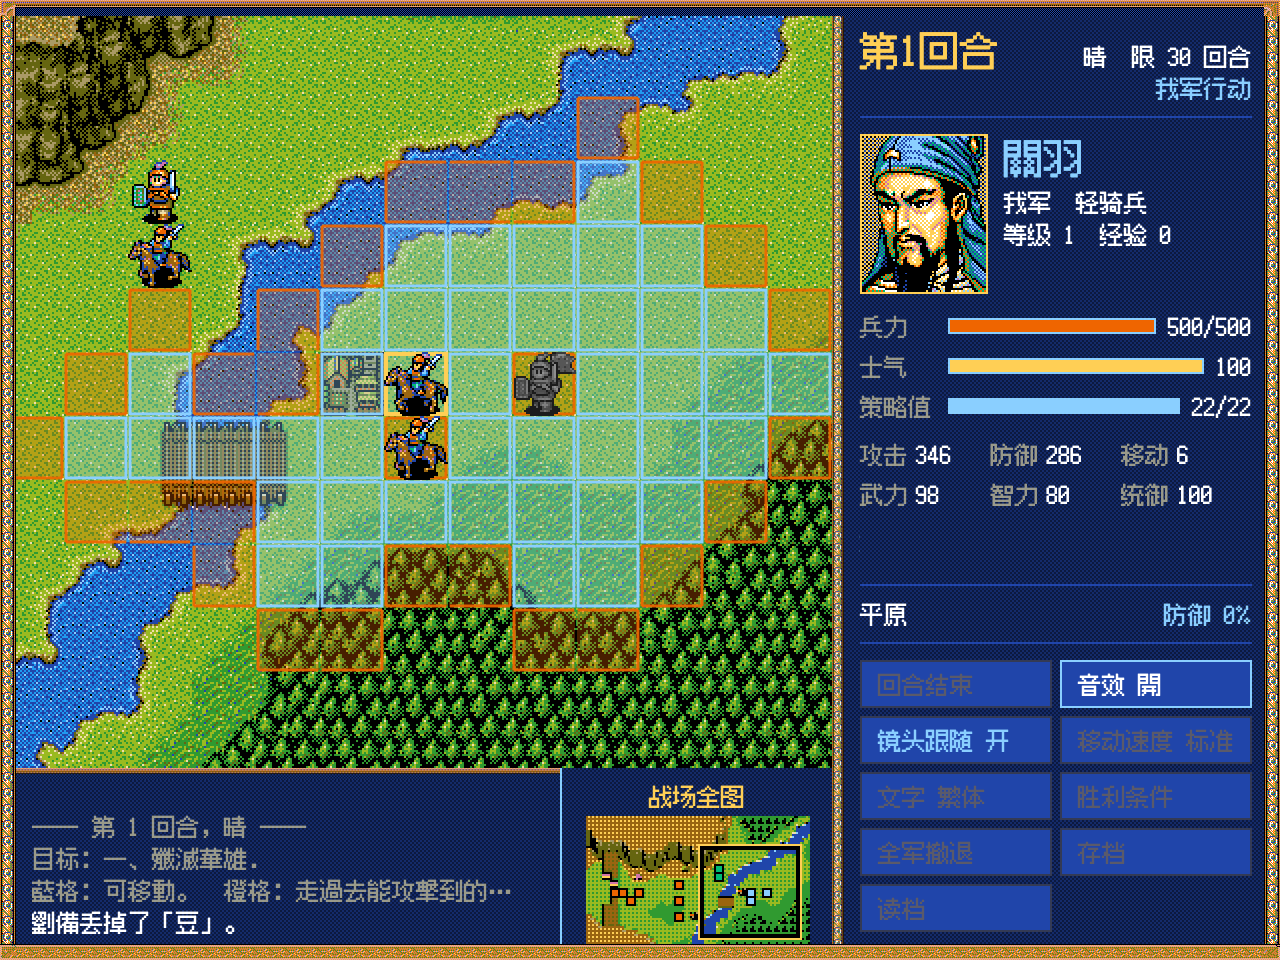 第1回合
晴 限 30 回合
我军行动
關羽
我军 轻骑兵
等级 1 经验 0
兵力 500/500
士气 100
策略值 22/22
攻击 346 防御 286 移动 6
武力 98 智力 80 统御 100
平原 防御 0%
回合结束 音效 開
镜头跟随 开 移动速度 标准
文字 繁体 胜利条件
全军撤退 存档
读档
战场全图
—— 第 1 回合，晴 ——
目标：一、殲滅華雄．
藍格：可移動。 橙格：走過去能攻擊到的…
劉備丟掉了「豆」。